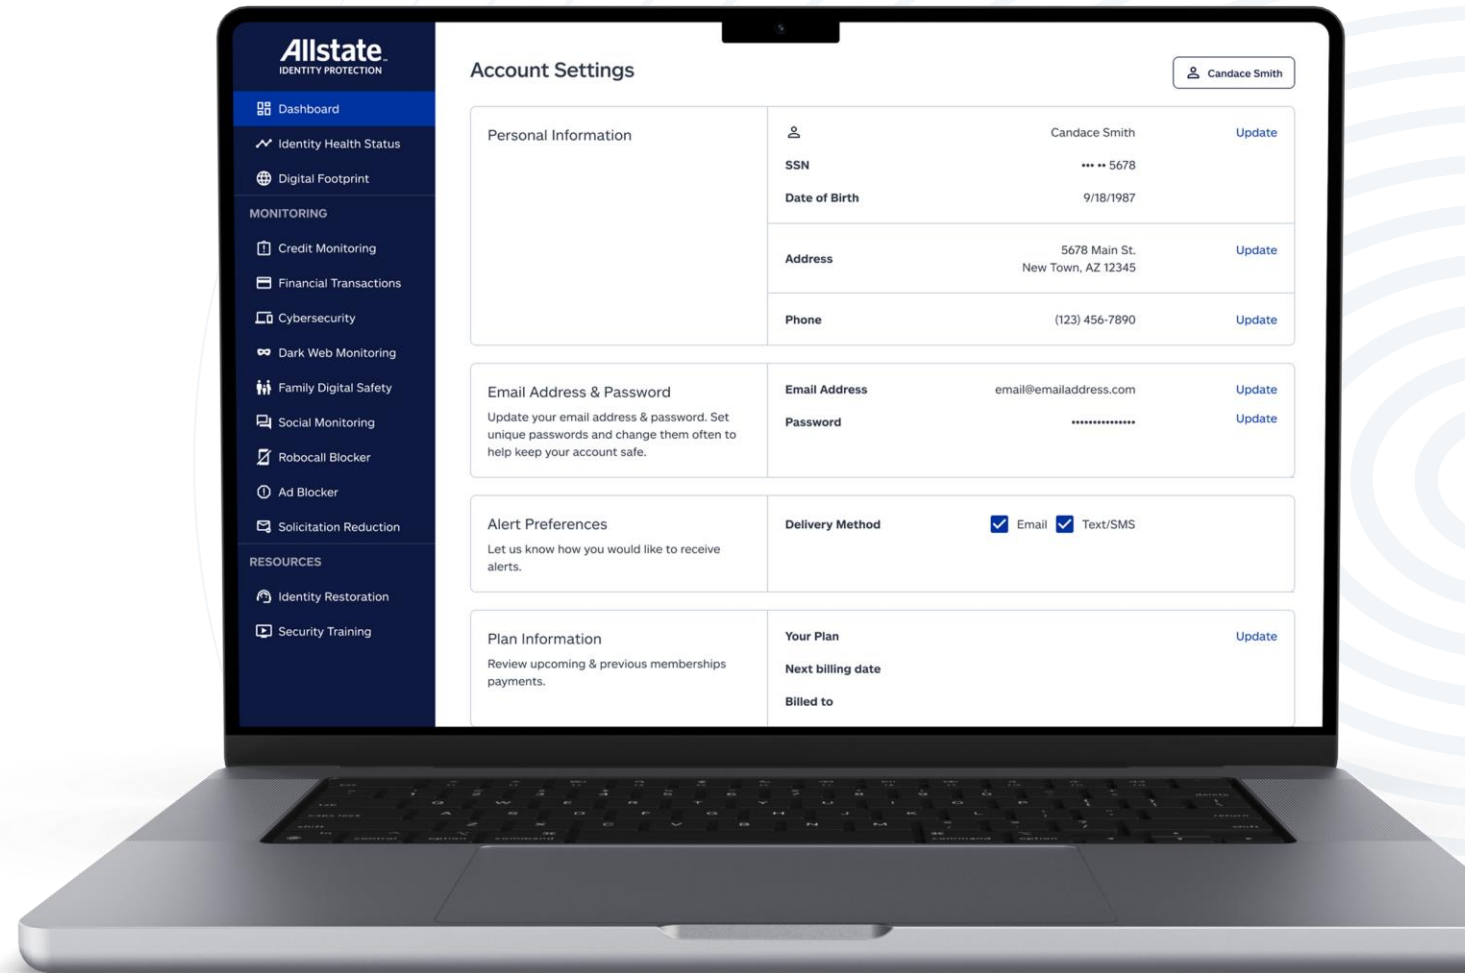 Allstate™
IDENTITY PROTECTION
Dashboard
Identity Health Status
Digital Footprint
MONITORING
Credit Monitoring
Financial Transactions
Cybersecurity
Dark Web Monitoring
Family Digital Safety
Social Monitoring
Robocall Blocker
Ad Blocker
Solicitation Reduction
RESOURCES
Identity Restoration
Security Training
Account Settings
Candace Smith
Personal Information
Candace Smith
Update
SSN
••• •• 5678
Date of Birth
9/18/1987
Address
5678 Main St.
New Town, AZ 12345
Update
Phone
(123) 456-7890
Update
Email Address & Password
Update your email address & password. Set
unique passwords and change them often to
help keep your account safe.
Email Address
email@emailaddress.com
Update
Password
•••••••••••••••
Update
Alert Preferences
Let us know how you would like to receive
alerts.
Delivery Method
Email
Text/SMS
Plan Information
Review upcoming & previous memberships
payments.
Your Plan
Update
Next billing date
Billed to